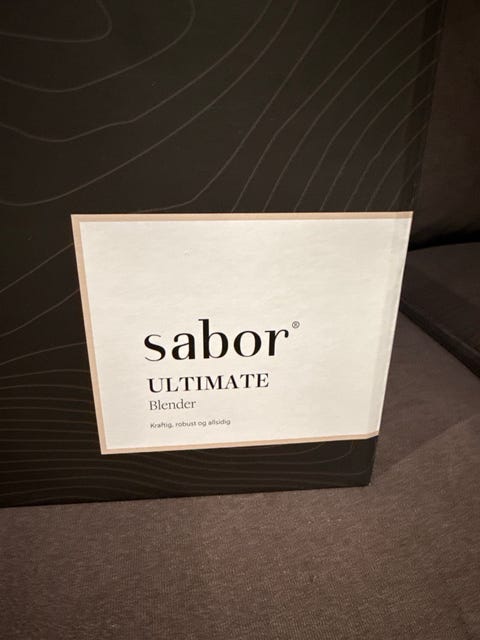 sabor®
ULTIMATE
Blender
Kraftig, robust og allsidig